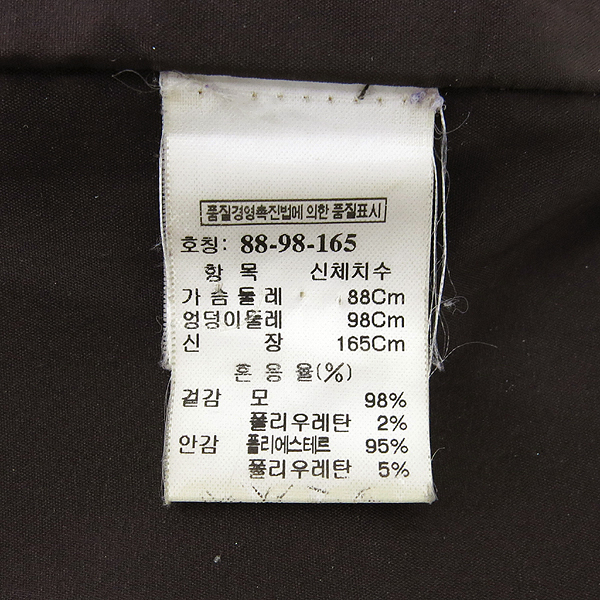 품질경영촉진법에 의한 품질표시
호칭: 88-98-165
항 목 신체치수
가 슴 둘 레 88Cm
엉덩이둘레 98Cm
신 장 165Cm
혼 용 율(%)
겉감 모 98%
폴리우레탄 2%
안감 폴리에스테르 95%
폴리우레탄 5%